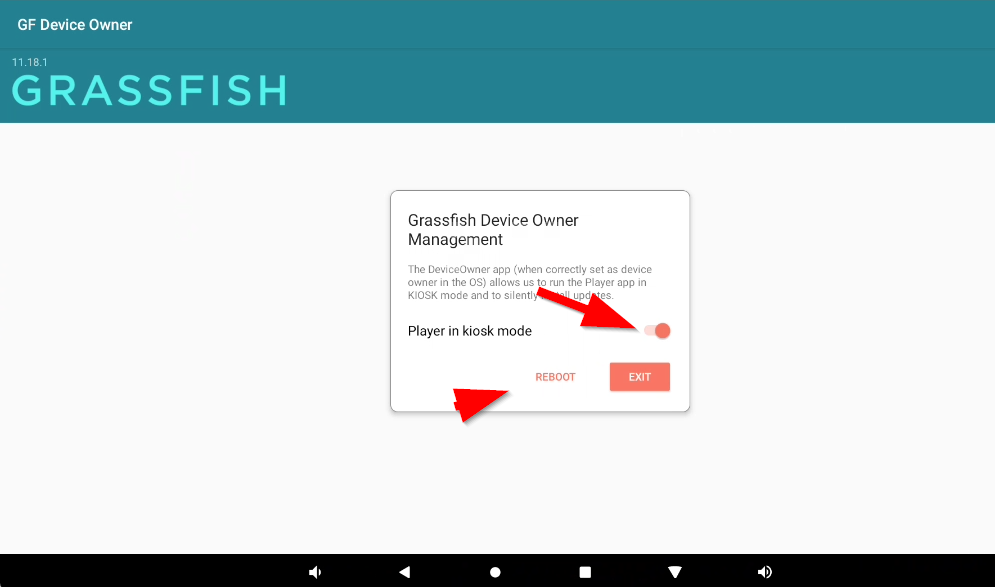 GF Device Owner
11.18.1
GRASSFISH
Grassfish Device Owner
Management
The DeviceOwner app (when correctly set as device
owner in the OS) allows us to run the Player app in
KIOSK mode and to silently install updates.
Player in kiosk mode
REBOOT EXIT